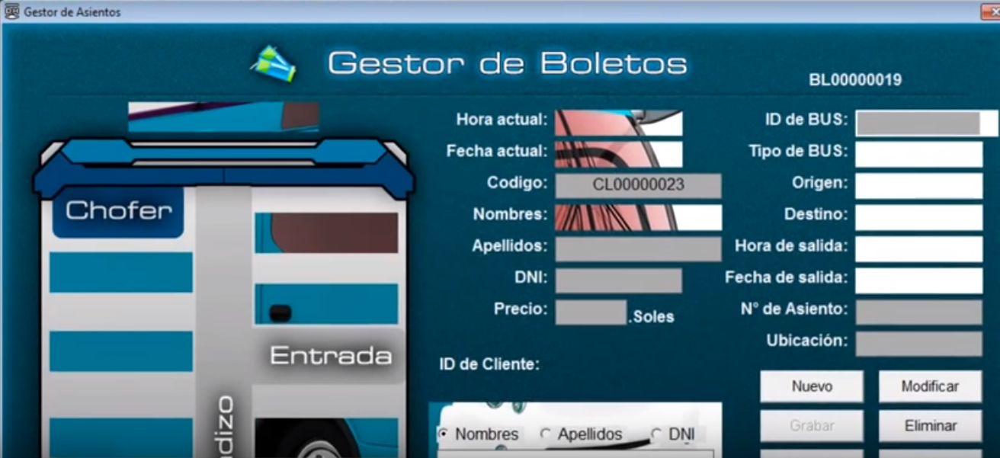 Gestor de Asientos
Gestor de Boletos
BL00000019
Hora actual:
Fecha actual:
Codigo: CL00000023
Nombres:
Apellidos:
DNI:
Precio: .Soles
ID de Cliente:
ID de BUS:
Tipo de BUS:
Origen:
Destino:
Hora de salida:
Fecha de salida:
N° de Asiento:
Ubicación:
Chofer
Entrada
Nombres Apellidos DNI
Nuevo Modificar
Grabar Eliminar